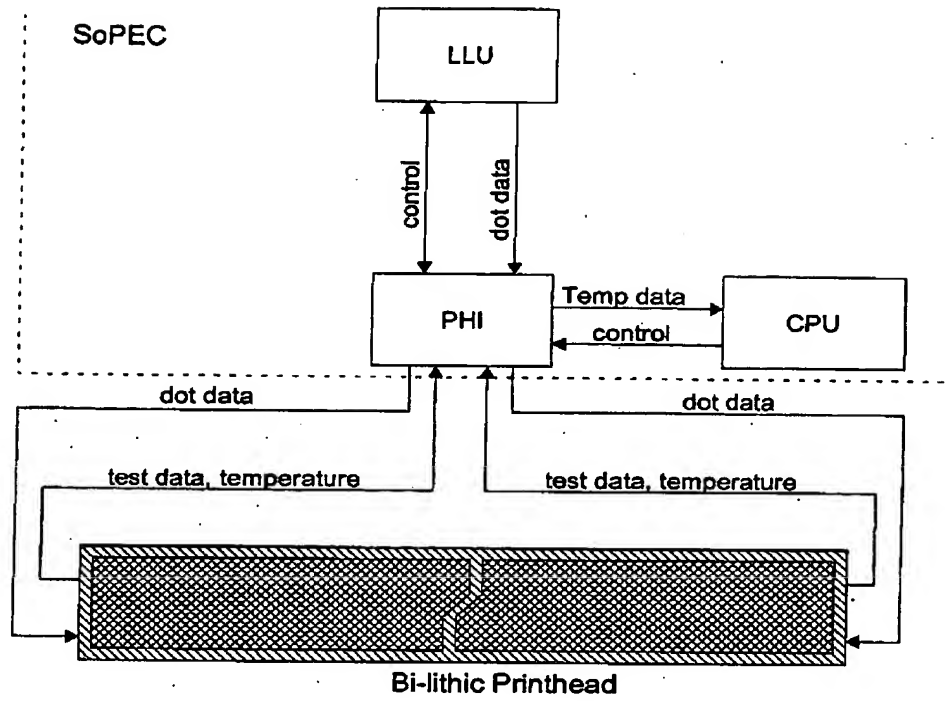 SoPEC
LLU
control
dot data
PHI
Temp data
control
CPU
dot data
dot data
test data, temperature
test data, temperature
Bi-lithic Printhead